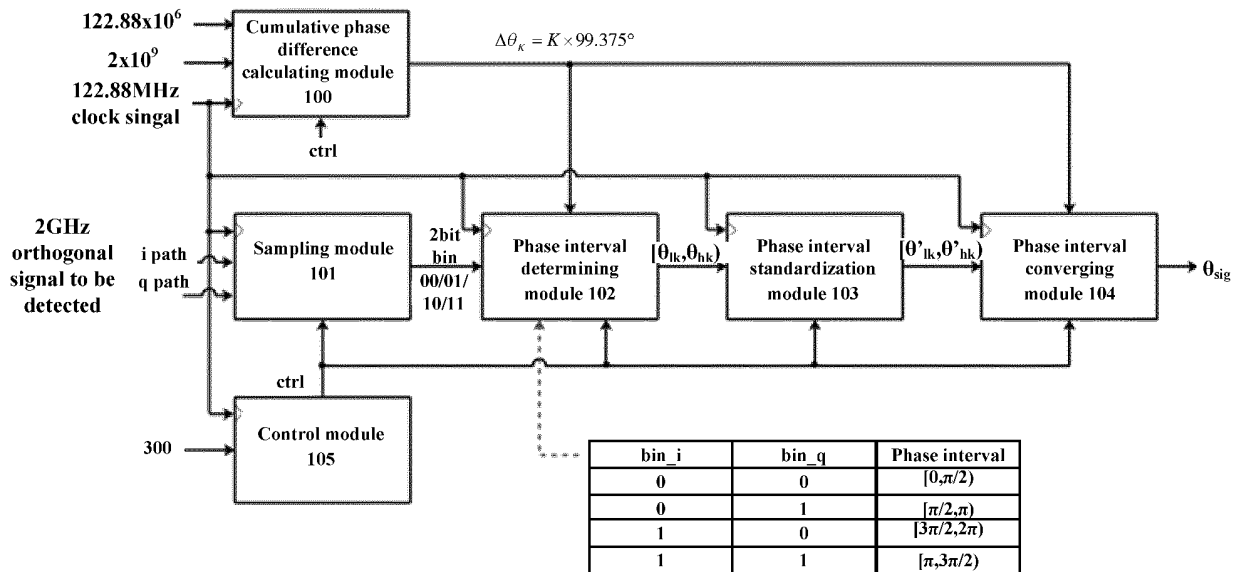 122.88x10⁶
2x10⁹
122.88MHz
clock singal
Cumulative phase
difference
calculating module
100
Δθ_K = K × 99.375°
ctrl
2GHz
orthogonal
signal to be
detected
i path
q path
Sampling module
101
2bit
bin
00/01/
10/11
Phase interval
determining
module 102
[θ_lk,θ_hk)
Phase interval
standardization
module 103
[θ'_lk,θ'_hk)
Phase interval
converging
module 104
θ_sig
ctrl
300
Control module
105
bin_i bin_q Phase interval
0 0 [0,π/2)
0 1 [π/2,π)
1 0 [3π/2,2π)
1 1 [π,3π/2)